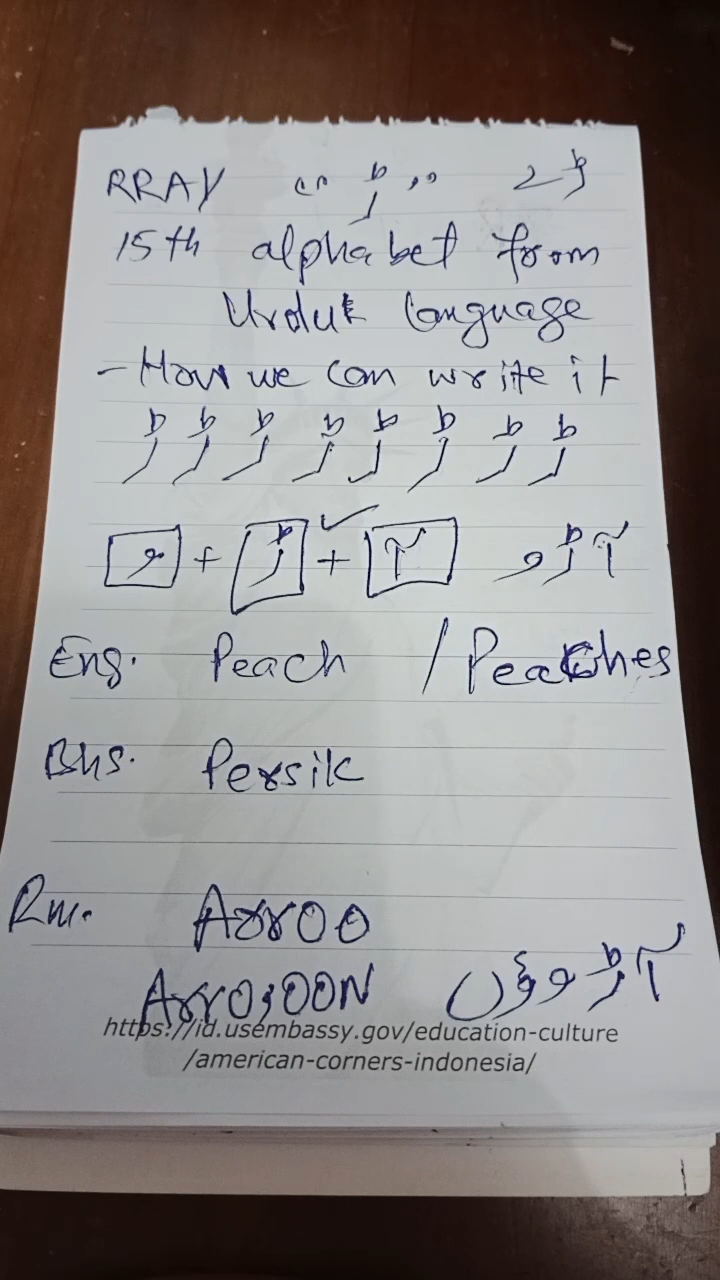 RRAY "ڑ" ڑے
15th alphabet from
Urduk language
- How we can write it
ڑ ڑ ڑ ڑ ڑ ڑ ڑ ڑ
و + ڑ + آ آڑو
Eng. Peach / Peaches
Bhs. Persik
Rm. Arroo
Arro,ooN آڑوؤں
https://id.usembassy.gov/education-culture
/american-corners-indonesia/